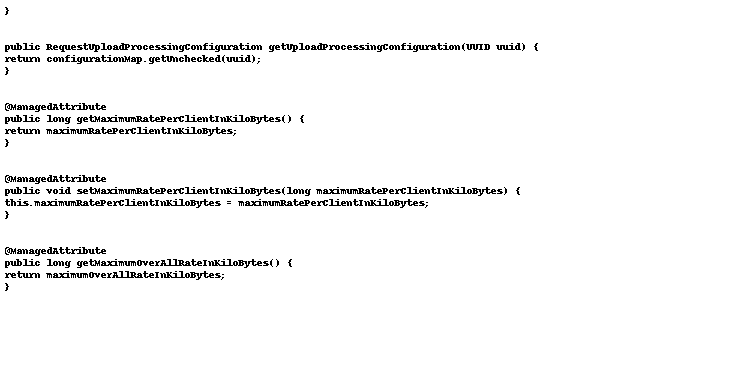 }
public RequestUploadProcessingConfiguration getUploadProcessingConfiguration(UUID uuid) {
return configurationMap.getUnchecked(uuid);
}
@ManagedAttribute
public long getMaximumRatePerClientInKiloBytes() {
return maximumRatePerClientInKiloBytes;
}
@ManagedAttribute
public void setMaximumRatePerClientInKiloBytes(long maximumRatePerClientInKiloBytes) {
this.maximumRatePerClientInKiloBytes = maximumRatePerClientInKiloBytes;
}
@ManagedAttribute
public long getMaximumOverAllRateInKiloBytes() {
return maximumOverAllRateInKiloBytes;
}